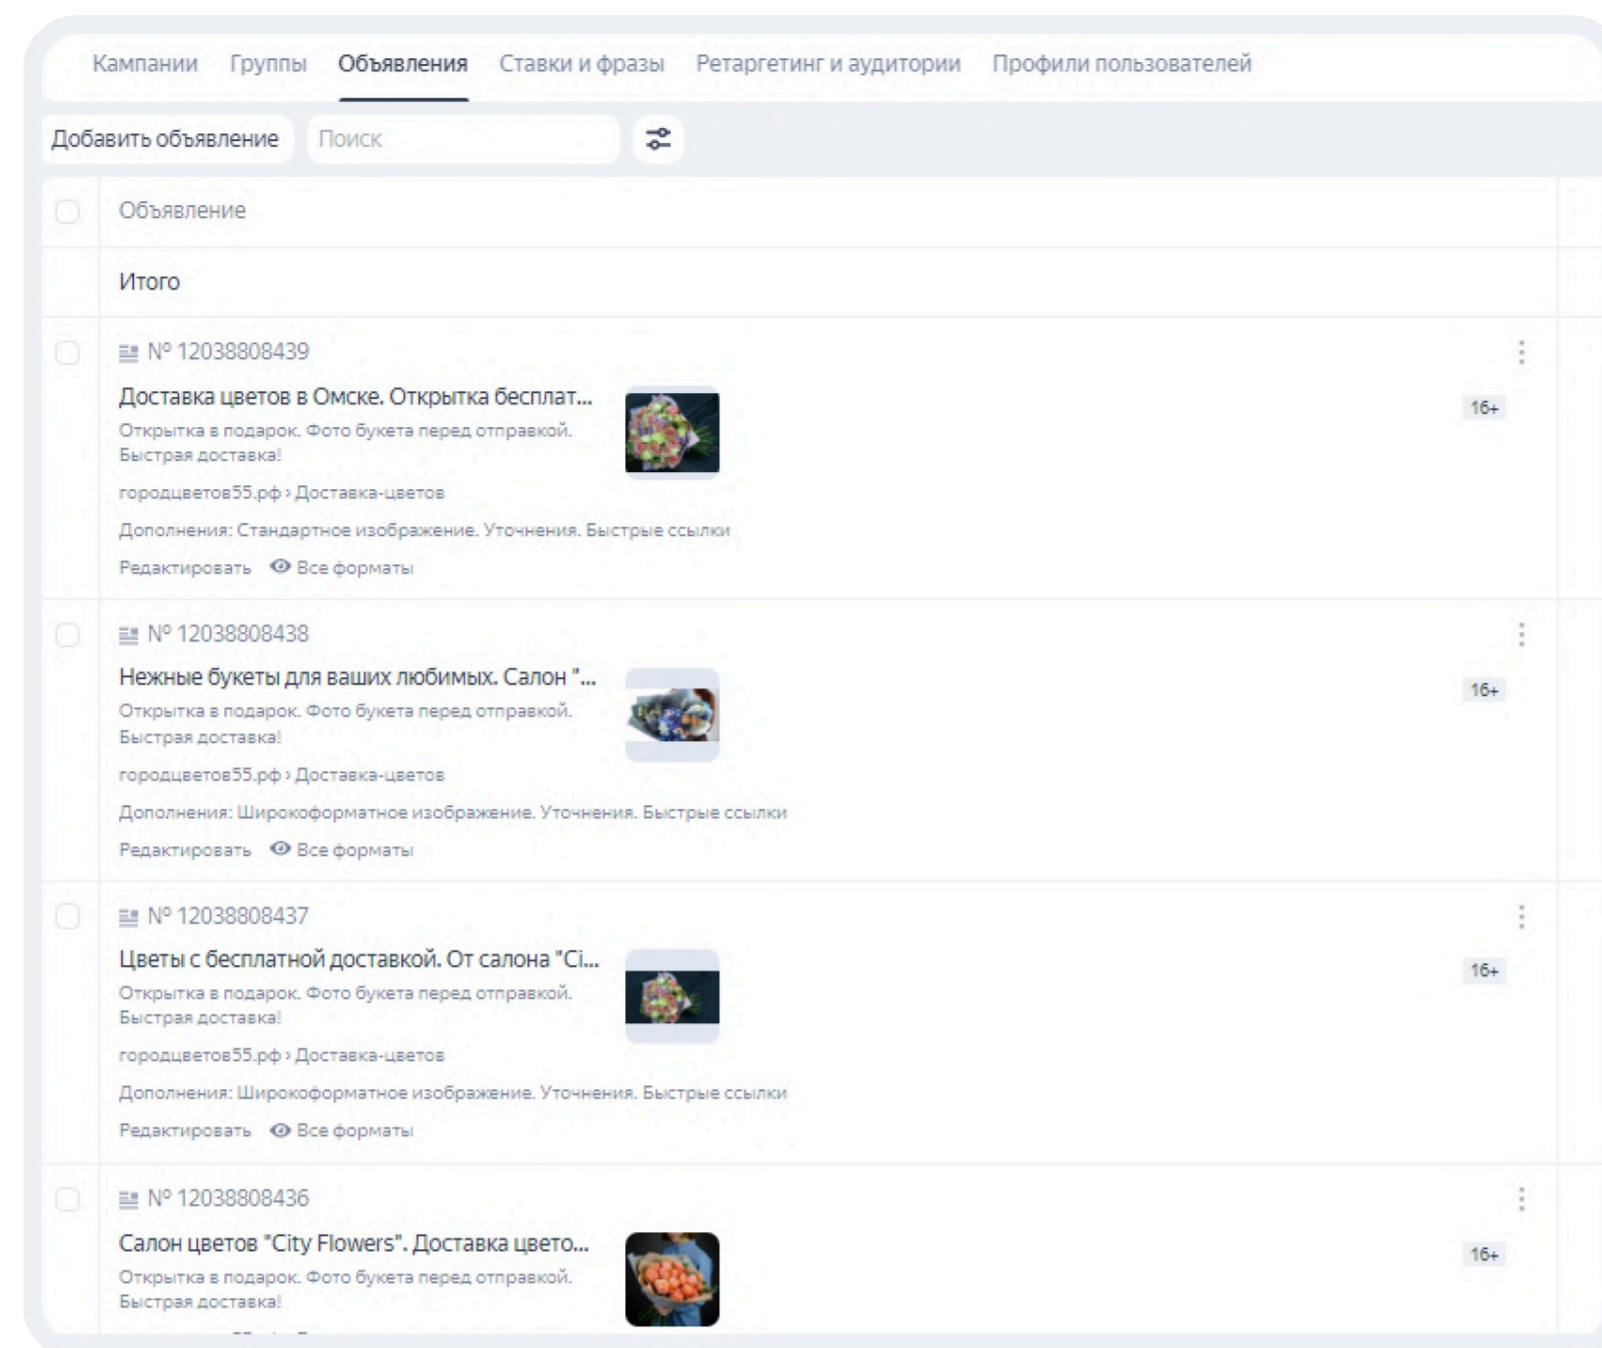 Кампании Группы Объявления Ставки и фразы Ретаргетинг и аудитории Профили пользователей
Добавить объявление Поиск
Объявление
Итого
№ 12038808439
Доставка цветов в Омске. Открытка бесплат...
16+
Открытка в подарок. Фото букета перед отправкой.
Быстрая доставка!
городцветов55.рф › Доставка-цветов
Дополнения: Стандартное изображение. Уточнения. Быстрые ссылки
Редактировать Все форматы
№ 12038808438
Нежные букеты для ваших любимых. Салон "...
16+
Открытка в подарок. Фото букета перед отправкой.
Быстрая доставка!
городцветов55.рф › Доставка-цветов
Дополнения: Широкоформатное изображение. Уточнения. Быстрые ссылки
Редактировать Все форматы
№ 12038808437
Цветы с бесплатной доставкой. От салона "Ci...
16+
Открытка в подарок. Фото букета перед отправкой.
Быстрая доставка!
городцветов55.рф › Доставка-цветов
Дополнения: Широкоформатное изображение. Уточнения. Быстрые ссылки
Редактировать Все форматы
№ 12038808436
Салон цветов "City Flowers". Доставка цвето...
16+
Открытка в подарок. Фото букета перед отправкой.
Быстрая доставка!